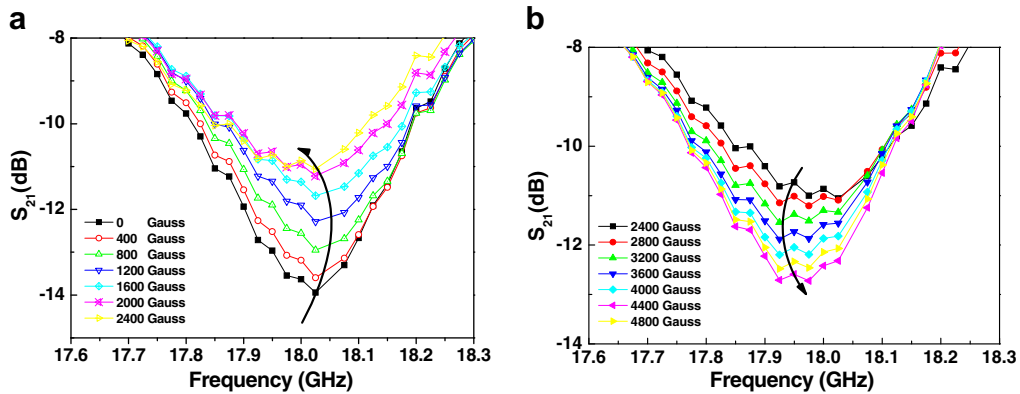 a
S21(dB)
-8
-10
-12
-14
0 Gauss
400 Gauss
800 Gauss
1200 Gauss
1600 Gauss
2000 Gauss
2400 Gauss
17.6 17.7 17.8 17.9 18.0 18.1 18.2 18.3
Frequency (GHz)
b
S21(dB)
-8
-10
-12
-14
2400 Gauss
2800 Gauss
3200 Gauss
3600 Gauss
4000 Gauss
4400 Gauss
4800 Gauss
17.6 17.7 17.8 17.9 18.0 18.1 18.2 18.3
Frequency (GHz)